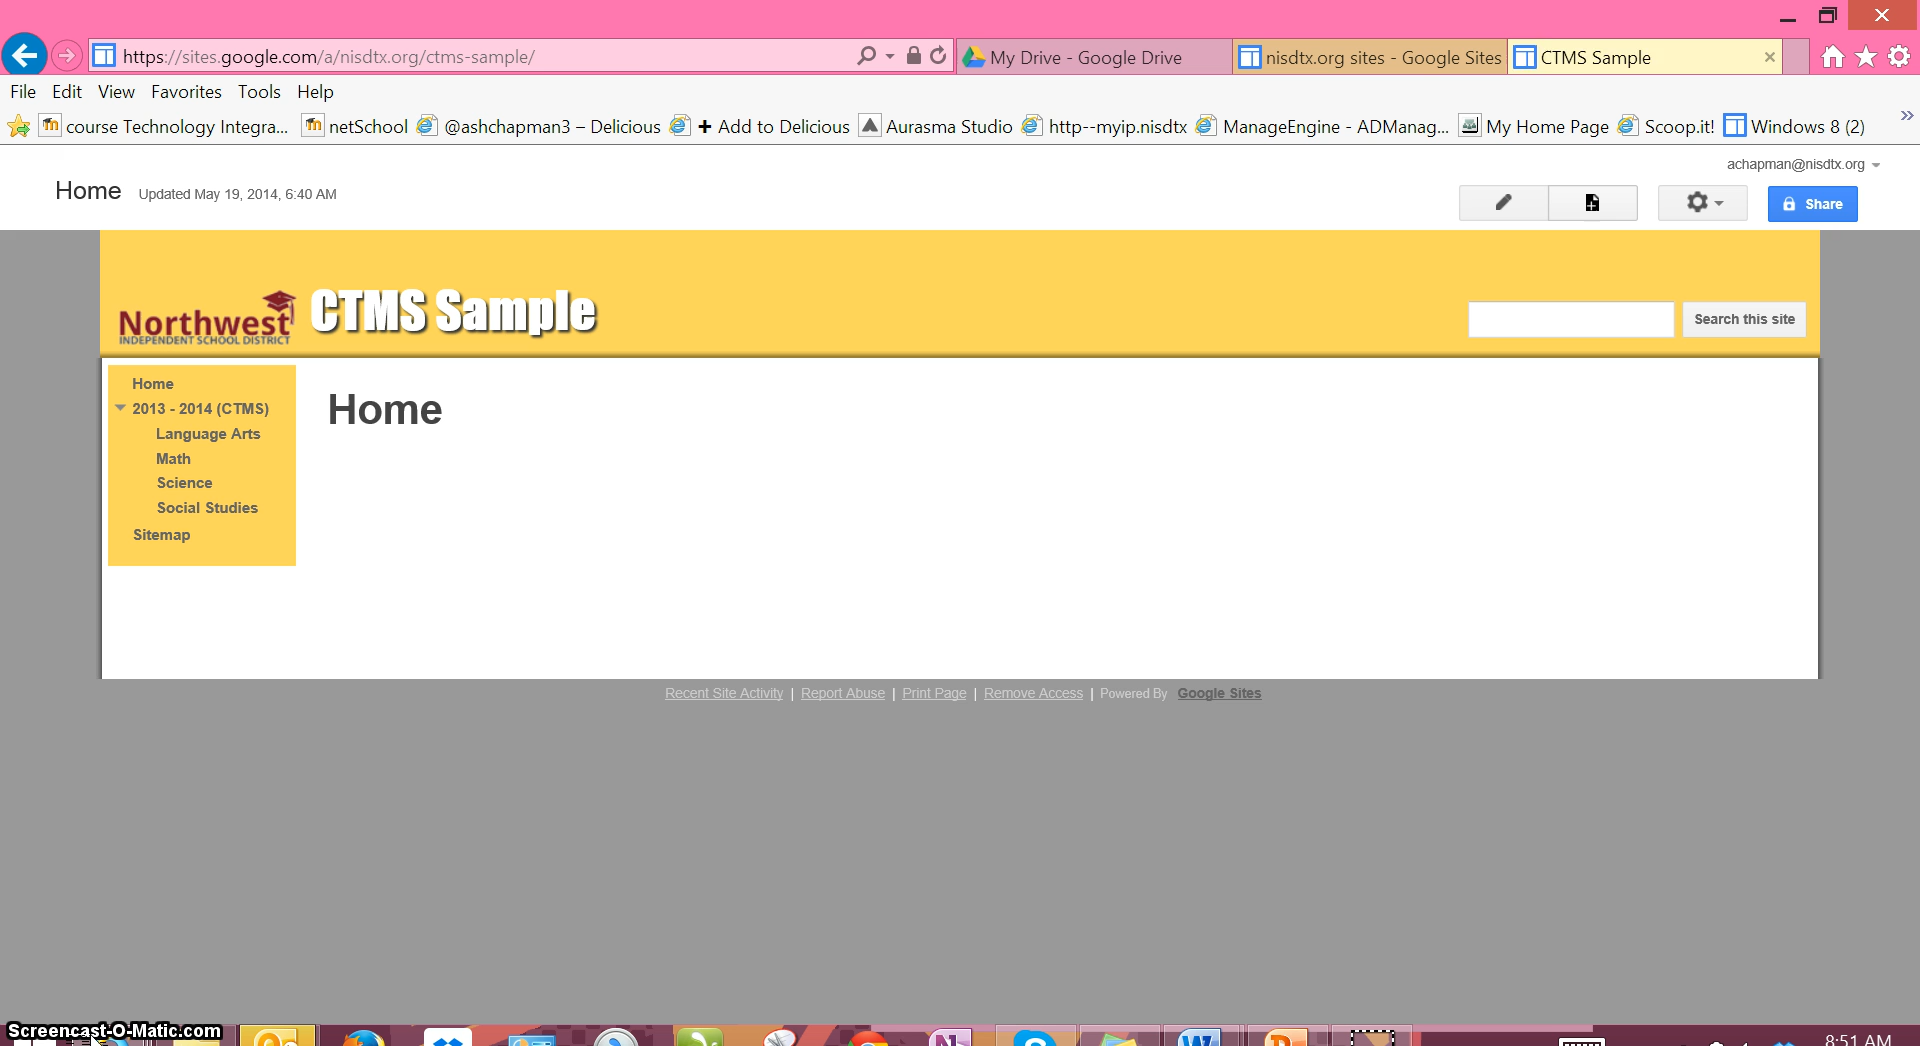 https://sites.google.com/a/nisdtx.org/ctms-sample/
My Drive - Google Drive
nisdtx.org sites - Google Sites
CTMS Sample
File Edit View Favorites Tools Help
course Technology Integra... netSchool @ashchapman3 – Delicious + Add to Delicious Aurasma Studio http--myip.nisdtx ManageEngine - ADManag... My Home Page Scoop.it! Windows 8 (2)
achapman@nisdtx.org
Home Updated May 19, 2014, 6:40 AM
Share
Northwest
INDEPENDENT SCHOOL DISTRICT
CTMS Sample
Search this site
Home
2013 - 2014 (CTMS)
Language Arts
Math
Science
Social Studies
Sitemap
Home
Recent Site Activity | Report Abuse | Print Page | Remove Access | Powered By Google Sites
Screencast-O-Matic.com
8:51 AM